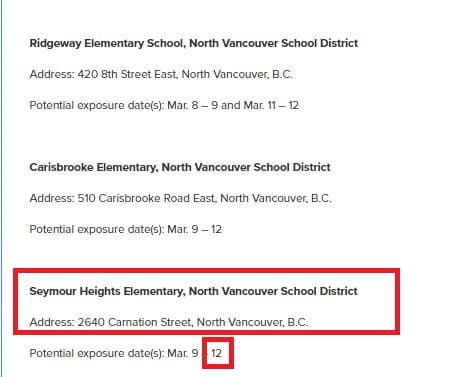 Ridgeway Elementary School, North Vancouver School District
Address: 420 8th Street East, North Vancouver, B.C.
Potential exposure date(s): Mar. 8 – 9 and Mar. 11 – 12
Carisbrooke Elementary, North Vancouver School District
Address: 510 Carisbrooke Road East, North Vancouver, B.C.
Potential exposure date(s): Mar. 9 – 12
Seymour Heights Elementary, North Vancouver School District
Address: 2640 Carnation Street, North Vancouver, B.C.
Potential exposure date(s): Mar. 9 - 12